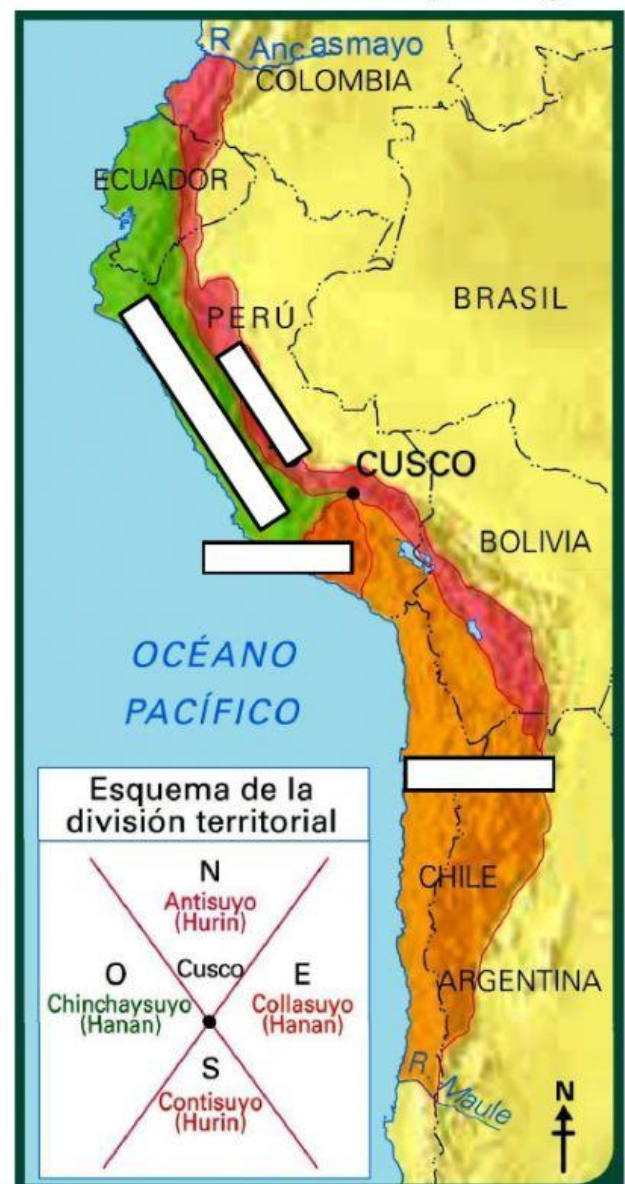 R Ancasmayo
COLOMBIA
ECUADOR
PERÚ
BRASIL
CUSCO
BOLIVIA
OCÉANO
PACÍFICO
CHILE
ARGENTINA
R. Maule
N
Esquema de la
división territorial
N
Antisuyo
(Hurin)
Cusco
O
Chinchaysuyo
(Hanan)
E
Collasuyo
(Hanan)
S
Contisuyo
(Hurin)